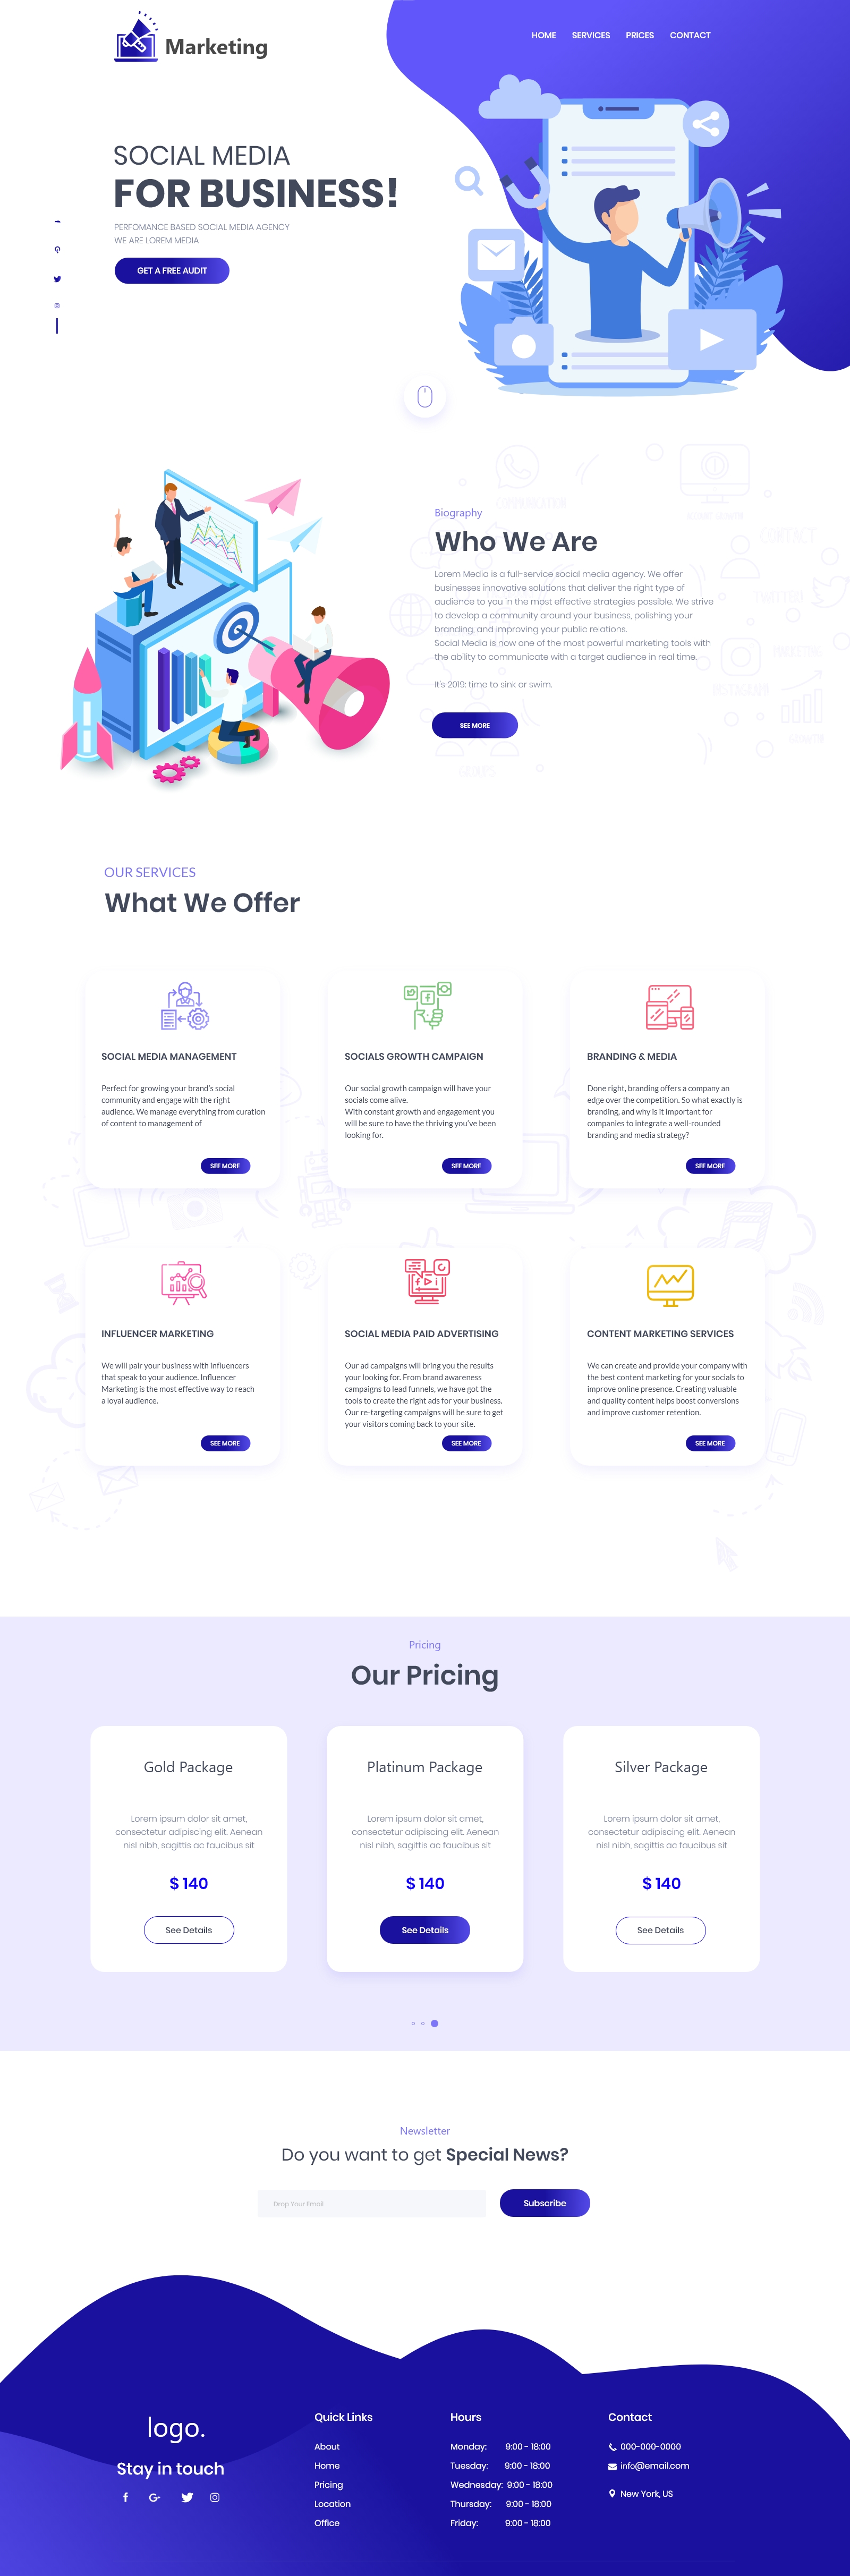 Marketing
HOME SERVICES PRICES CONTACT
SOCIAL MEDIA
FOR BUSINESS!
PERFOMANCE BASED SOCIAL MEDIA AGENCY
WE ARE LOREM MEDIA
GET A FREE AUDIT
Biography
Who We Are
Lorem Media is a full-service social media agency. We offer
businesses innovative solutions that deliver the right type of
audience to you in the most effective strategies possible. We strive
to develop a community around your business, polishing your
branding, and improving your public relations.
Social Media is now one of the most powerful marketing tools with
the ability to communicate with a target audience in real time.
It's 2019: time to sink or swim.
SEE MORE
CONTACT
TWITTER
INSTAGRAM
GROWTH
GROUPS
OUR SERVICES
What We Offer
SOCIAL MEDIA MANAGEMENT
Perfect for growing your brand's social
community and engage with the right
audience. We manage everything from curation
of content to management of
SEE MORE
SOCIALS GROWTH CAMPAIGN
Our social growth campaign will have your
socials come alive.
With constant growth and engagement you
will be sure to have the thriving you've been
looking for.
SEE MORE
BRANDING & MEDIA
Done right, branding offers a company an
edge over the competition. So what exactly is
branding, and why is it important for
companies to integrate a well-rounded
branding and media strategy?
SEE MORE
INFLUENCER MARKETING
We will pair your business with influencers
that speak to your audience. Influencer
Marketing is the most effective way to reach
a loyal audience.
SEE MORE
SOCIAL MEDIA PAID ADVERTISING
Our ad campaigns will bring you the results
your looking for. From brand awareness
campaigns to lead funnels, we have got the
tools to create the right ads for your business.
Our re-targeting campaigns will be sure to get
your visitors coming back to your site.
SEE MORE
CONTENT MARKETING SERVICES
We can create and provide your company with
the best content marketing for your socials to
improve online presence. Creating valuable
and quality content helps boost conversions
and improve customer retention.
SEE MORE
Pricing
Our Pricing
Gold Package
Lorem ipsum dolor sit amet,
consectetur adipiscing elit. Aenean
nisl nibh, sagittis ac faucibus sit
$ 140
See Details
Platinum Package
Lorem ipsum dolor sit amet,
consectetur adipiscing elit. Aenean
nisl nibh, sagittis ac faucibus sit
$ 140
See Details
Silver Package
Lorem ipsum dolor sit amet,
consectetur adipiscing elit. Aenean
nisl nibh, sagittis ac faucibus sit
$ 140
See Details
Newsletter
Do you want to get Special News?
Drop Your Email
Subscribe
logo.
Stay in touch
Quick Links
About
Home
Pricing
Location
Office
Hours
Monday: 9:00 - 18:00
Tuesday: 9:00 - 18:00
Wednesday: 9:00 - 18:00
Thursday: 9:00 - 18:00
Friday: 9:00 - 18:00
Contact
000-000-0000
info@email.com
New York, US